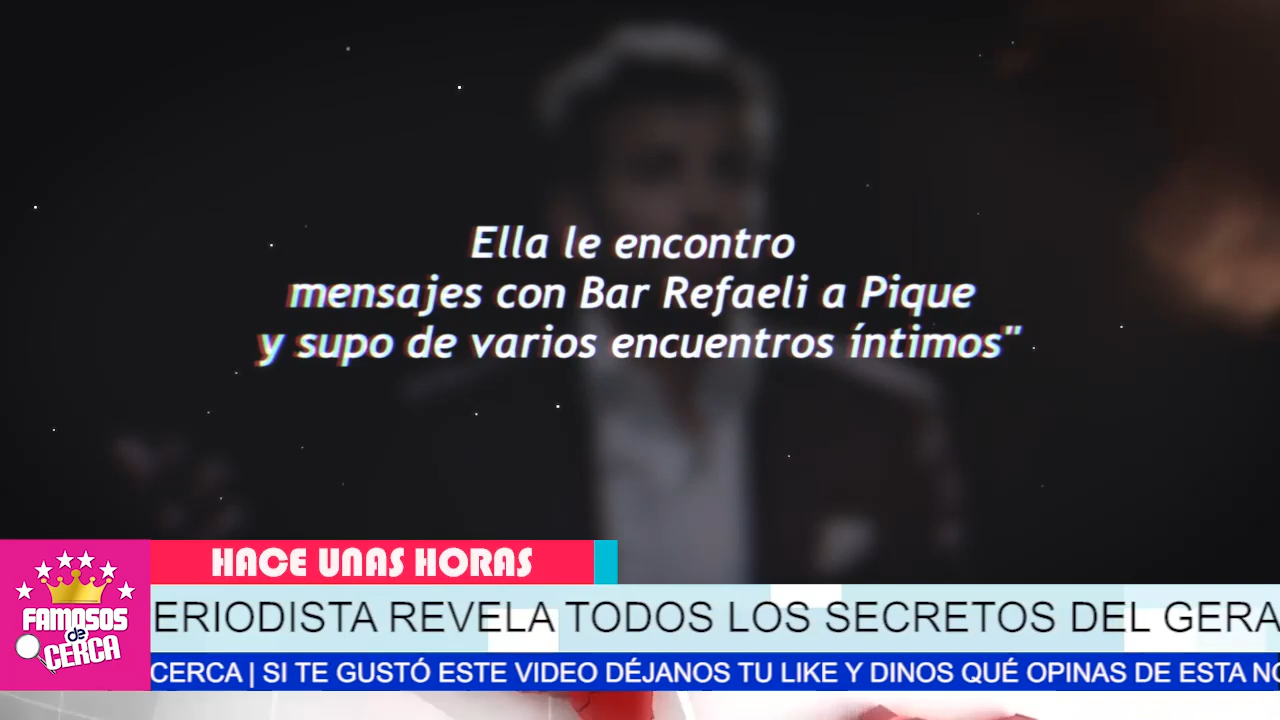 Ella le encontro
mensajes con Bar Refaeli a Pique
y supo de varios encuentros íntimos"
HACE UNAS HORAS
FAMOSOS
de
CERCA
ERIODISTA REVELA TODOS LOS SECRETOS DEL GERA
CERCA | SI TE GUSTÓ ESTE VIDEO DÉJANOS TU LIKE Y DINOS QUÉ OPINAS DE ESTA NO